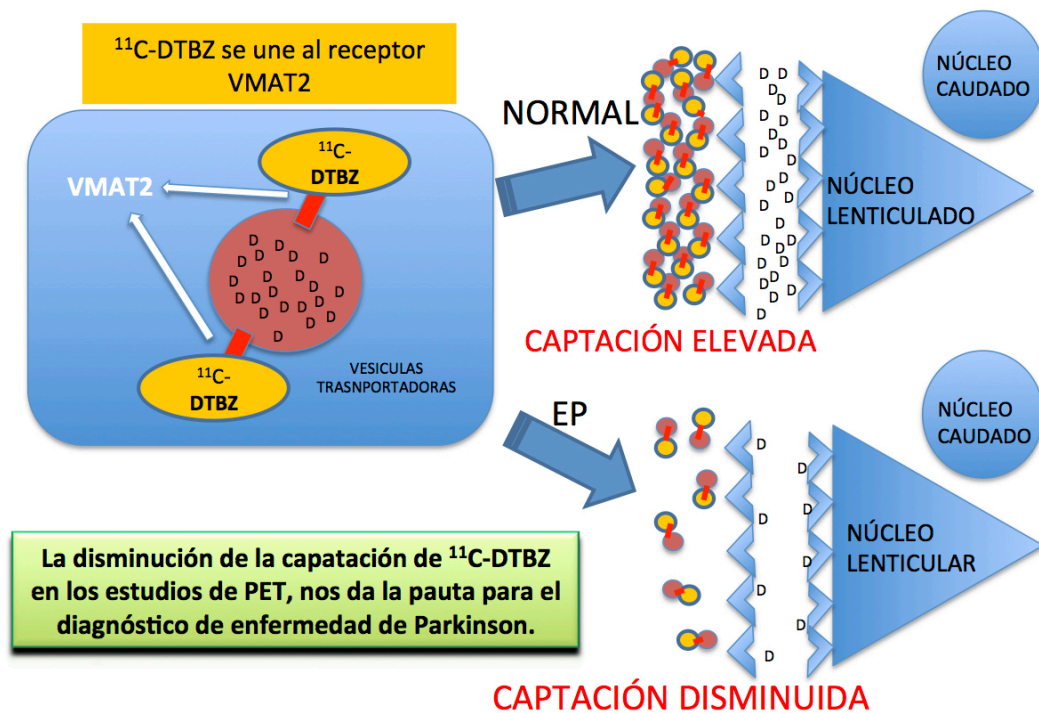 ¹¹C-DTBZ se une al receptor
VMAT2
¹¹C-
DTBZ
VMAT2
D D D D D D D D D D D D D D D D D D D
¹¹C-
DTBZ
VESICULAS
TRASNPORTADORAS
NORMAL
D D D D D D D D D D D D D D D D D D D D D D D D D
NÚCLEO
CAUDADO
NÚCLEO
LENTICULADO
CAPTACIÓN ELEVADA
EP
D D D D D D D D D
NÚCLEO
CAUDADO
NÚCLEO
LENTICULAR
La disminución de la capatación de ¹¹C-DTBZ
en los estudios de PET, nos da la pauta para el
diagnóstico de enfermedad de Parkinson.
CAPTACIÓN DISMINUIDA